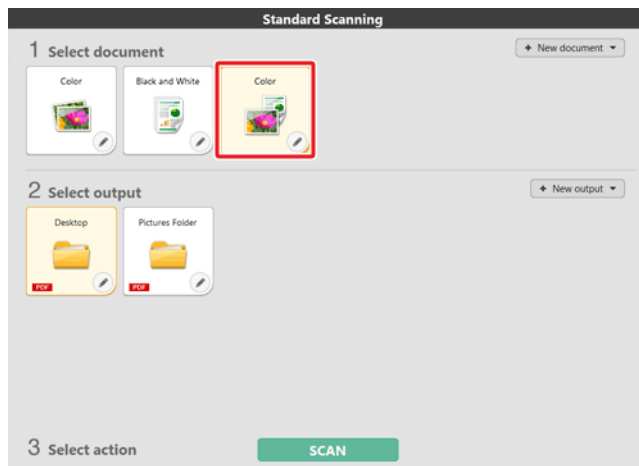 Standard Scanning
1 Select document
+ New document
Color
Black and White
Color
2 Select output
+ New output
Desktop
Pictures Folder
PDF
PDF
3 Select action
SCAN